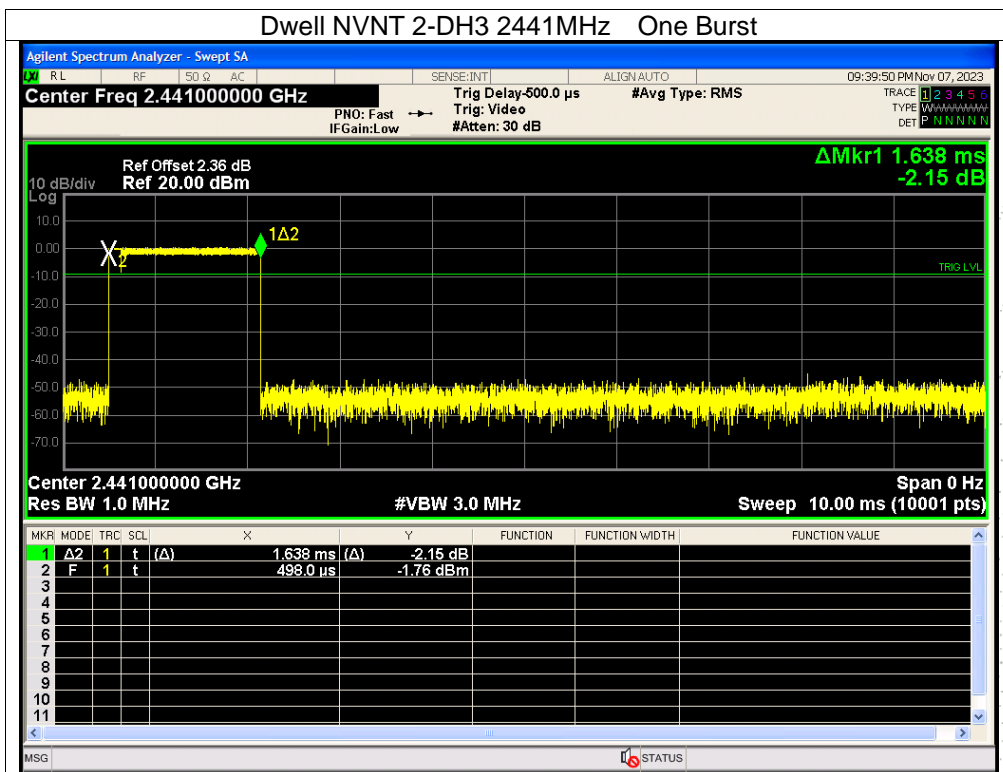 Dwell NVNT 2-DH3 2441MHz One Burst
Agilent Spectrum Analyzer - Swept SA
LXI RL RF 50 Ω AC SENSE:INT ALIGN AUTO 09:39:50 PM Nov 07, 2023
Center Freq 2.441000000 GHz Trig Delay-500.0 µs #Avg Type: RMS TRACE 1 2 3 4 5 6
PNO: Fast Trig: Video TYPE WWWWWW
IFGain:Low #Atten: 30 dB DET P N N N N N
ΔMkr1 1.638 ms
-2.15 dB
Ref Offset 2.36 dB
10 dB/div Ref 20.00 dBm
Log
10.0
0.00
-10.0
-20.0
-30.0
-40.0
-50.0
-60.0
-70.0
1Δ2
2
TRIG LVL
Center 2.441000000 GHz Span 0 Hz
Res BW 1.0 MHz #VBW 3.0 MHz Sweep 10.00 ms (10001 pts)
MKR MODE TRC SCL X Y FUNCTION FUNCTION WIDTH FUNCTION VALUE
1 Δ2 1 t (Δ) 1.638 ms (Δ) -2.15 dB
2 F 1 t 498.0 µs -1.76 dBm
3
4
5
6
7
8
9
10
11
MSG STATUS